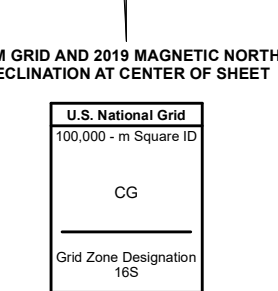 M GRID AND 2019 MAGNETIC NORTH
ECLINATION AT CENTER OF SHEET
U.S. National Grid
100,000 - m Square ID
CG
Grid Zone Designation
16S